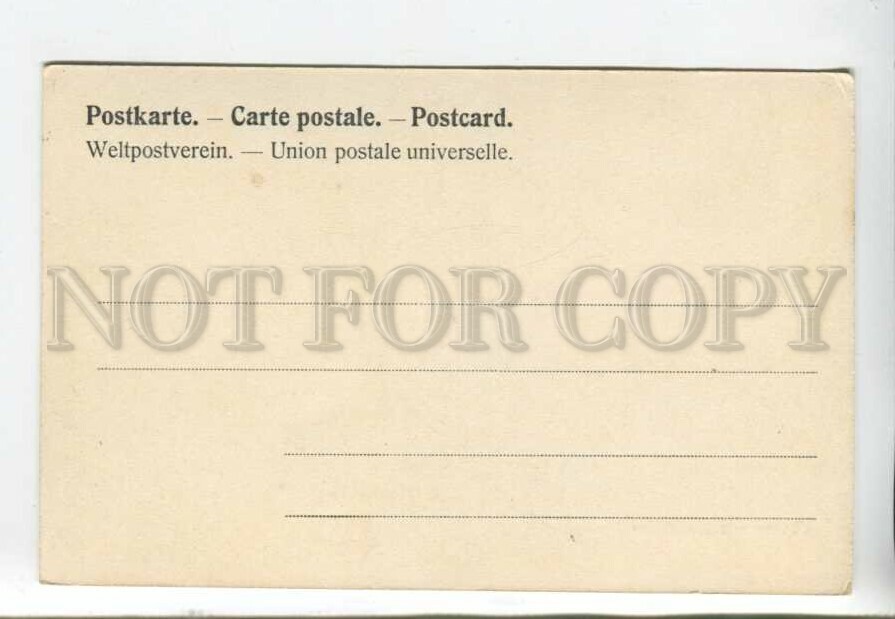 Postkarte. – Carte postale. – Postcard.
Weltpostverein. — Union postale universelle.
NOT FOR COPY